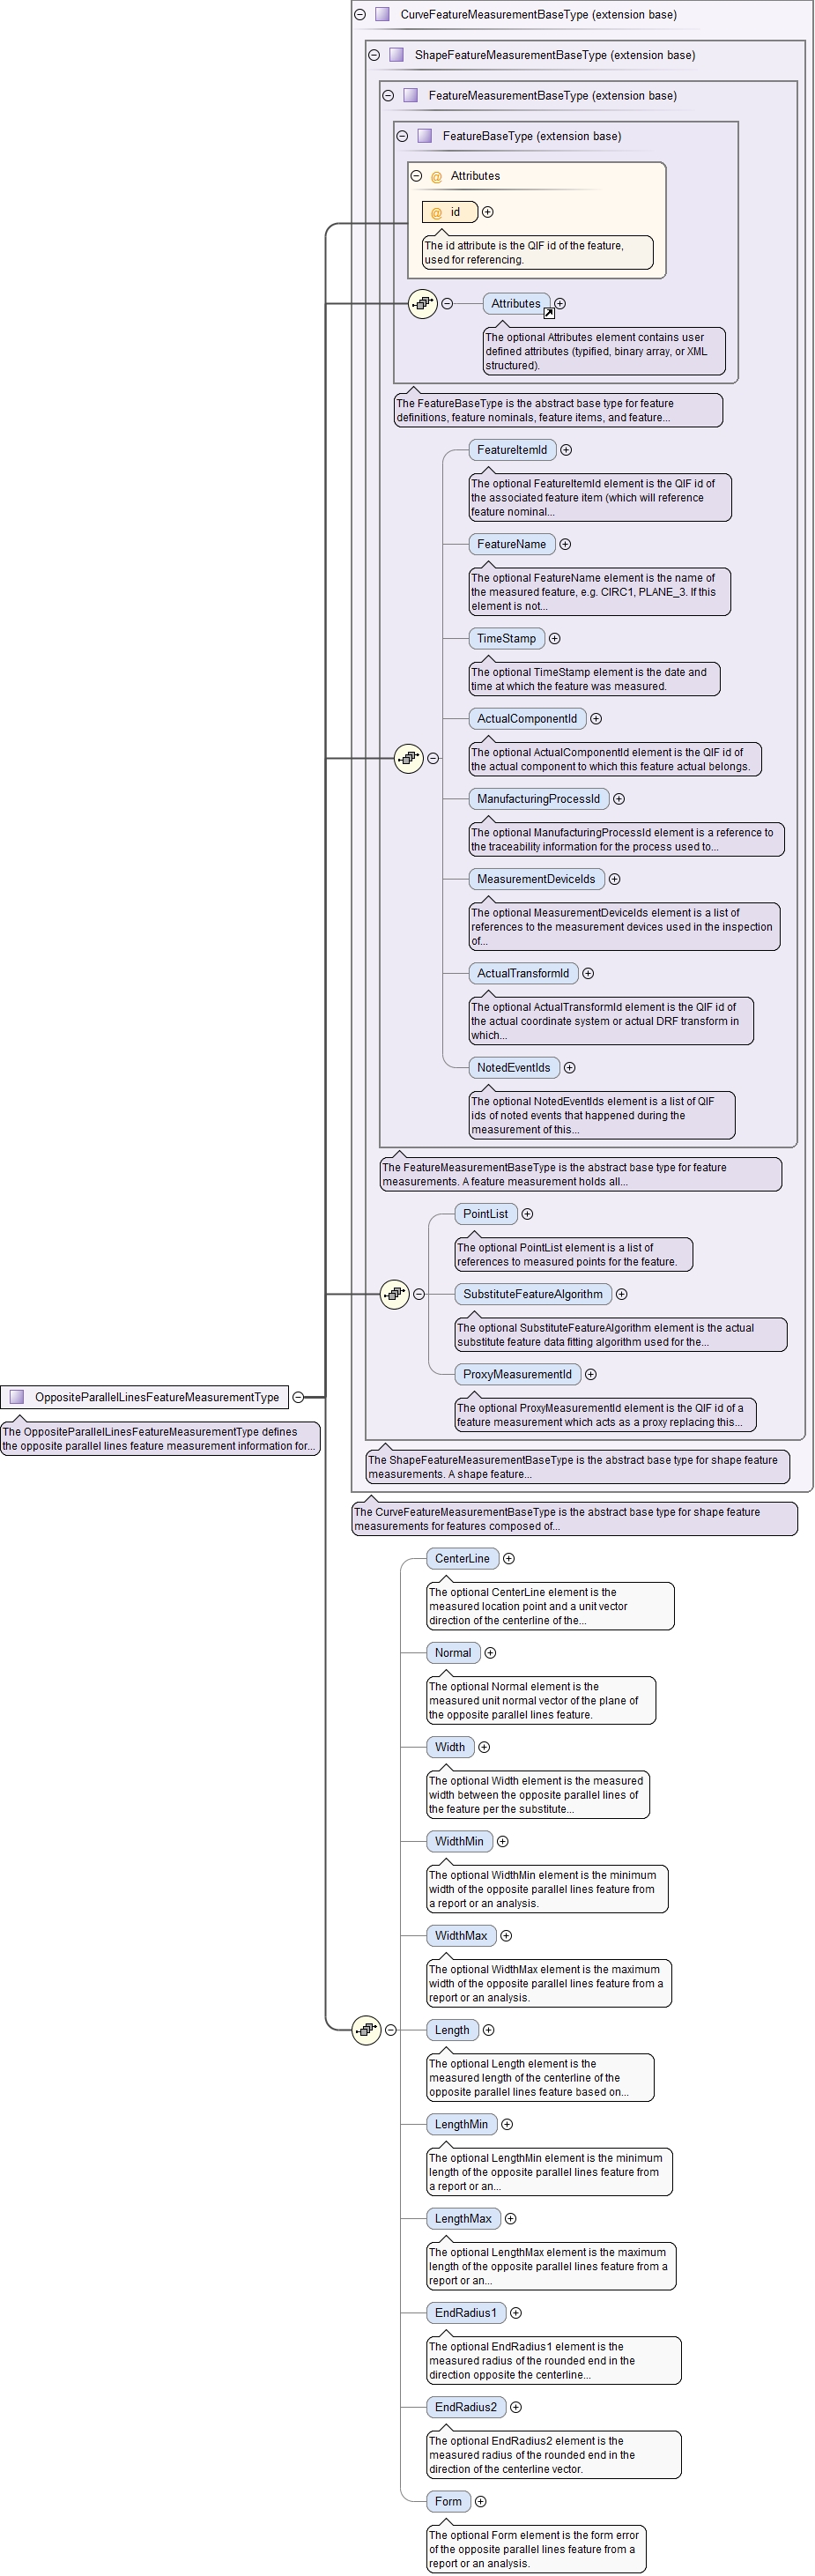 CurveFeatureMeasurementBaseType (extension base)
ShapeFeatureMeasurementBaseType (extension base)
FeatureMeasurementBaseType (extension base)
FeatureBaseType (extension base)
@ Attributes
@ id
The id attribute is the QIF id of the feature,
used for referencing.
Attributes
The optional Attributes element contains user
defined attributes (typified, binary array, or XML
structured).
The FeatureBaseType is the abstract base type for feature
definitions, feature nominals, feature items, and feature...
FeatureItemId
The optional FeatureItemId element is the QIF id of
the associated feature item (which will reference
feature nominal...
FeatureName
The optional FeatureName element is the name of
the measured feature, e.g. CIRC1, PLANE_3. If this
element is not...
TimeStamp
The optional TimeStamp element is the date and
time at which the feature was measured.
ActualComponentId
The optional ActualComponentId element is the QIF id of
the actual component to which this feature actual belongs.
ManufacturingProcessId
The optional ManufacturingProcessId element is a reference to
the traceability information for the process used to...
MeasurementDeviceIds
The optional MeasurementDeviceIds element is a list of
references to the measurement devices used in the inspection
of...
ActualTransformId
The optional ActualTransformId element is the QIF id of
the actual coordinate system or actual DRF transform in
which...
NotedEventIds
The optional NotedEventIds element is a list of QIF
ids of noted events that happened during the
measurement of this...
The FeatureMeasurementBaseType is the abstract base type for feature
measurements. A feature measurement holds all...
PointList
The optional PointList element is a list of
references to measured points for the feature.
SubstituteFeatureAlgorithm
The optional SubstituteFeatureAlgorithm element is the actual
substitute feature data fitting algorithm used for the...
ProxyMeasurementId
The optional ProxyMeasurementId element is the QIF id of a
feature measurement which acts as a proxy replacing this...
OppositeParallelLinesFeatureMeasurementType
The OppositeParallelLinesFeatureMeasurementType defines
the opposite parallel lines feature measurement information for...
The ShapeFeatureMeasurementBaseType is the abstract base type for shape feature
measurements. A shape feature...
The CurveFeatureMeasurementBaseType is the abstract base type for shape feature
measurements for features composed of...
CenterLine
The optional CenterLine element is the
measured location point and a unit vector
direction of the centerline of the...
Normal
The optional Normal element is the
measured unit normal vector of the plane of
the opposite parallel lines feature.
Width
The optional Width element is the measured
width between the opposite parallel lines of
the feature per the substitute...
WidthMin
The optional WidthMin element is the minimum
width of the opposite parallel lines feature from
a report or an analysis.
WidthMax
The optional WidthMax element is the maximum
width of the opposite parallel lines feature from a
report or an analysis.
Length
The optional Length element is the
measured length of the centerline of the
opposite parallel lines feature based on...
LengthMin
The optional LengthMin element is the minimum
length of the opposite parallel lines feature from
a report or an...
LengthMax
The optional LengthMax element is the maximum
length of the opposite parallel lines feature from a
report or an...
EndRadius1
The optional EndRadius1 element is the
measured radius of the rounded end in the
direction opposite the centerline...
EndRadius2
The optional EndRadius2 element is the
measured radius of the rounded end in the
direction of the centerline vector.
Form
The optional Form element is the form error
of the opposite parallel lines feature from a
report or an analysis.